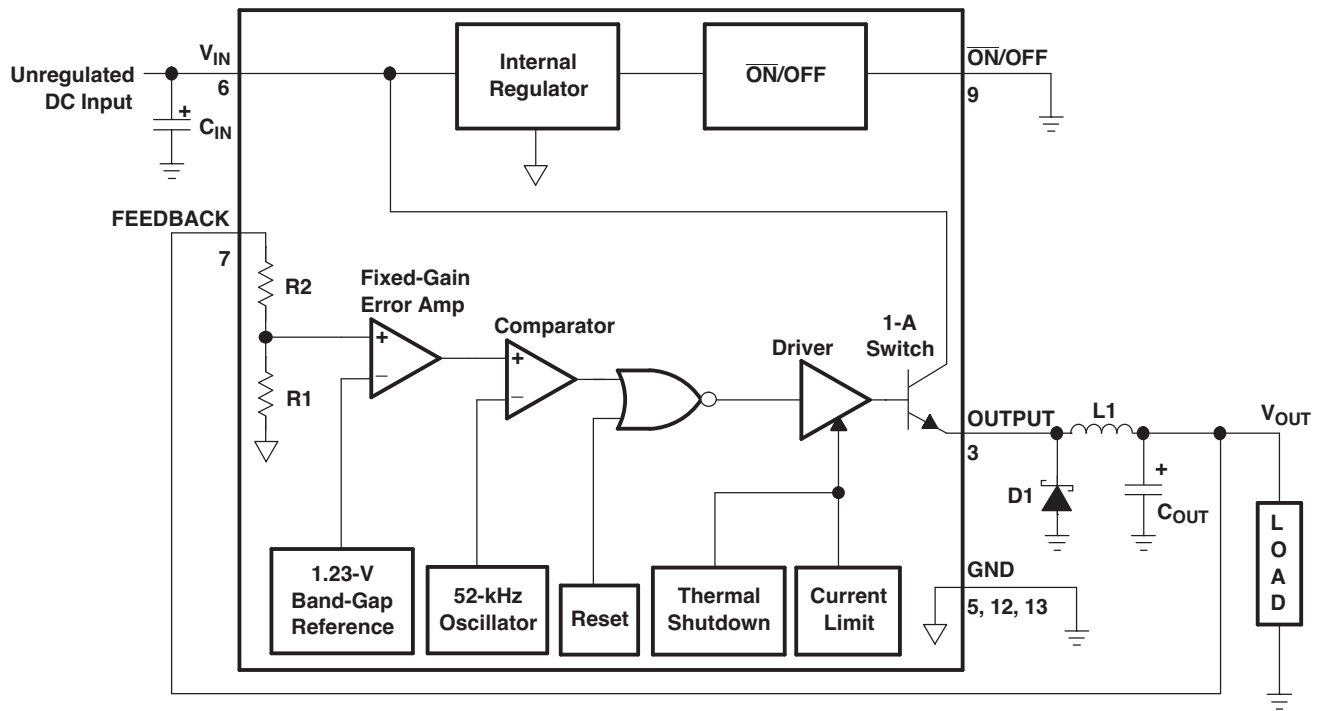 V_IN
6
Unregulated
DC Input
+
C_IN
Internal
Regulator
O̅N̅/OFF
O̅N̅/OFF
9
FEEDBACK
7
R2
R1
Fixed-Gain
Error Amp
+
–
Comparator
+
–
Driver
1-A
Switch
OUTPUT
3
L1
V_OUT
D1
+
C_OUT
LOAD
1.23-V
Band-Gap
Reference
52-kHz
Oscillator
Reset
Thermal
Shutdown
Current
Limit
GND
5, 12, 13